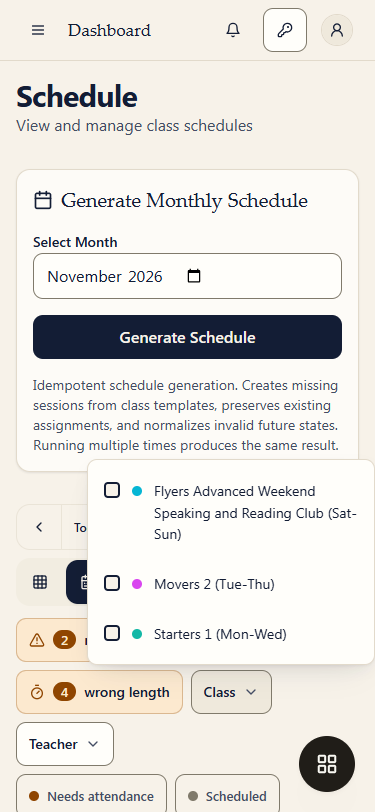 Dashboard
Schedule
View and manage class schedules
Generate Monthly Schedule
Select Month
November 2026
Generate Schedule
Idempotent schedule generation. Creates missing
sessions from class templates, preserves existing
assignments, and normalizes invalid future states.
Running multiple times produces the same result.
Flyers Advanced Weekend
Speaking and Reading Club (Sat-
Sun)
Movers 2 (Tue-Thu)
Starters 1 (Mon-Wed)
2
4 wrong length
Class
Teacher
Needs attendance
Scheduled